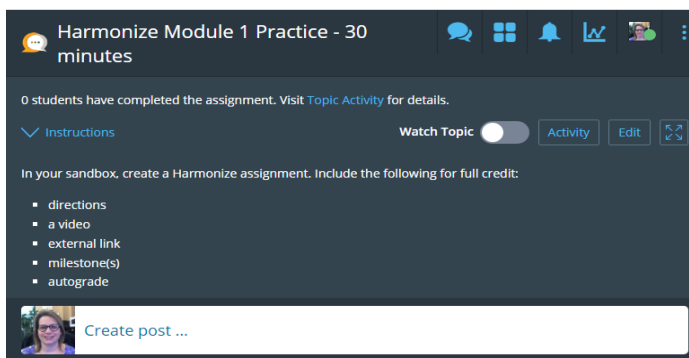 Harmonize Module 1 Practice - 30
minutes
0 students have completed the assignment. Visit Topic Activity for details.
Instructions
Watch Topic
Activity
Edit
In your sandbox, create a Harmonize assignment. Include the following for full credit:
▪ directions
▪ a video
▪ external link
▪ milestone(s)
▪ autograde
Create post ...